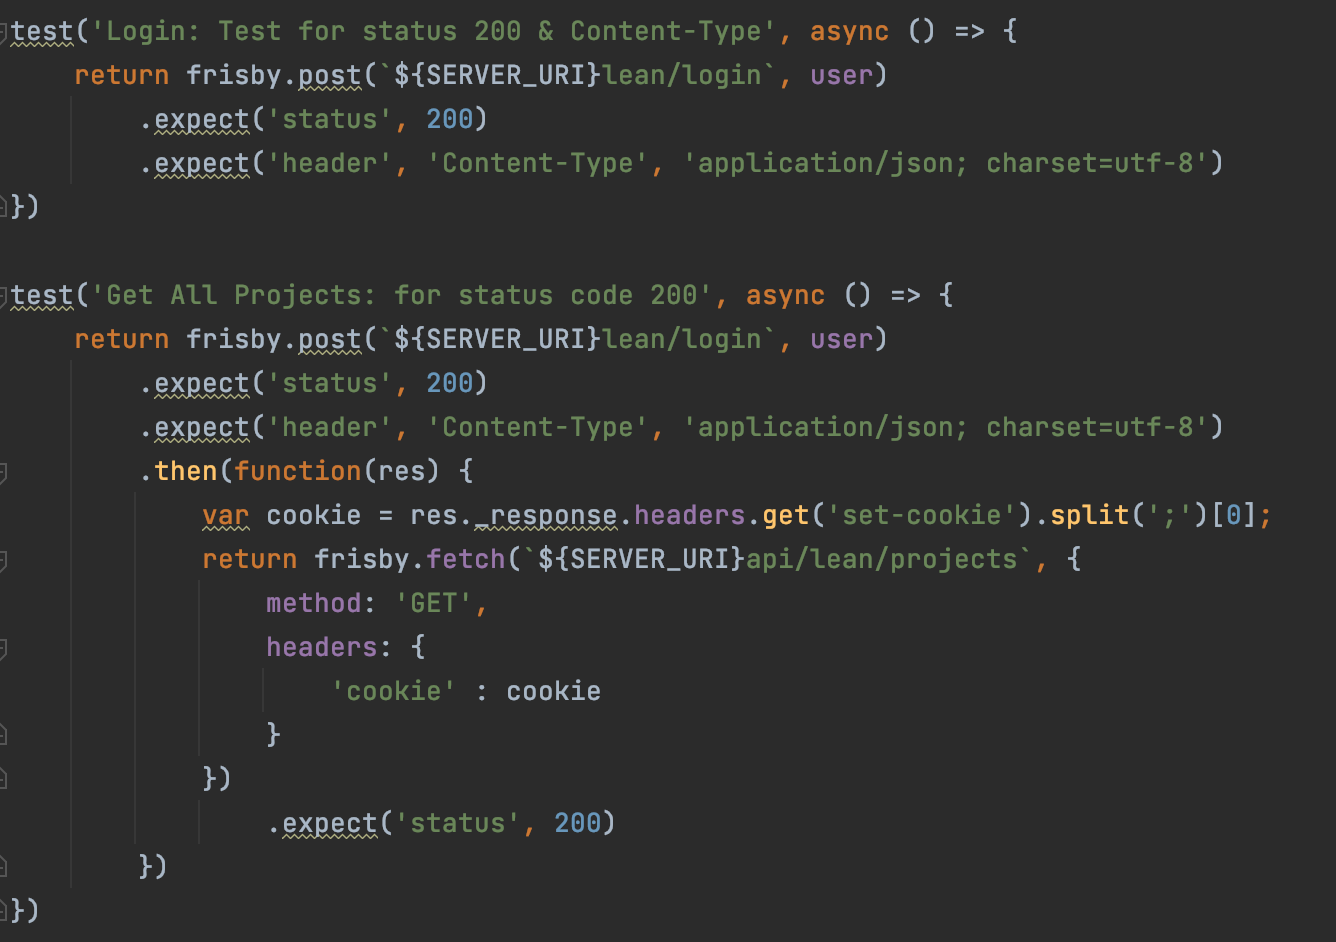 test('Login: Test for status 200 & Content-Type', async () => {
    return frisby.post(`${SERVER_URI}lean/login`, user)
        .expect('status', 200)
        .expect('header', 'Content-Type', 'application/json; charset=utf-8')
})

test('Get All Projects: for status code 200', async () => {
    return frisby.post(`${SERVER_URI}lean/login`, user)
        .expect('status', 200)
        .expect('header', 'Content-Type', 'application/json; charset=utf-8')
        .then(function(res) {
            var cookie = res._response.headers.get('set-cookie').split(';')[0];
            return frisby.fetch(`${SERVER_URI}api/lean/projects`, {
                method: 'GET',
                headers: {
                    'cookie' : cookie
                }
            })
                .expect('status', 200)
        })
})